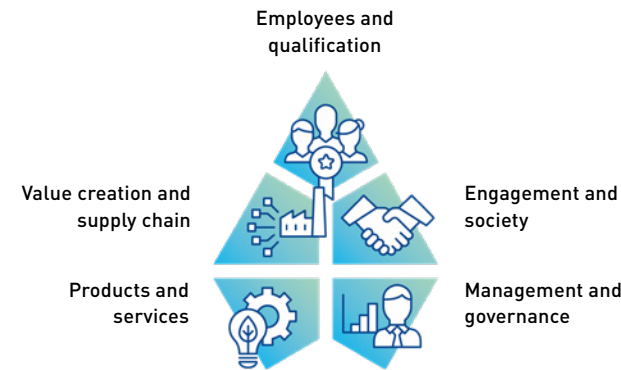 Employees and
qualification
Value creation and
supply chain
Engagement and
society
Products and
services
Management and
governance